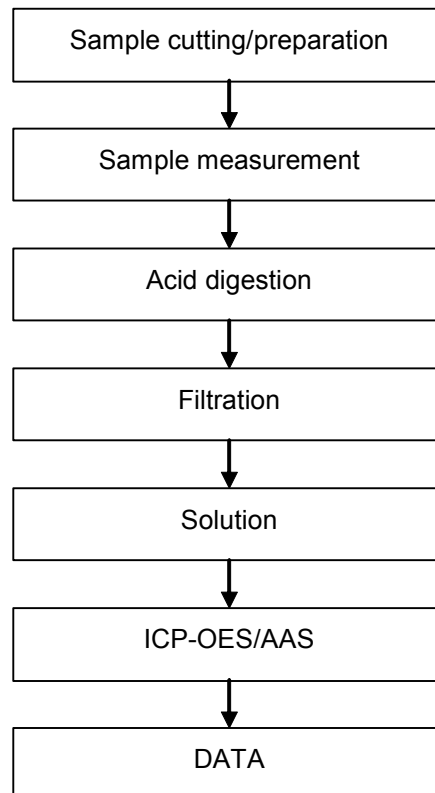 Sample cutting/preparation
Sample measurement
Acid digestion
Filtration
Solution
ICP-OES/AAS
DATA